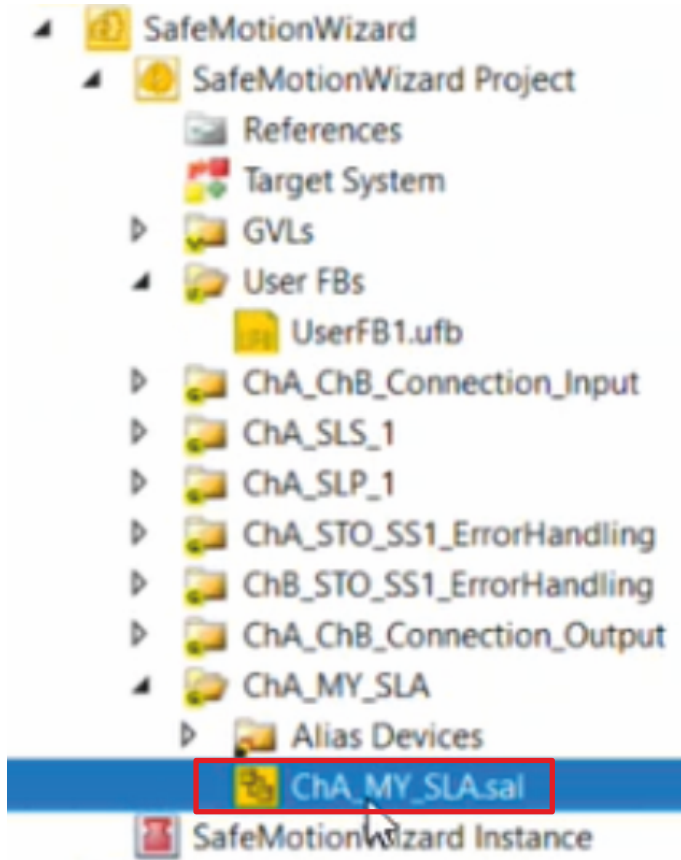 SafeMotionWizard
SafeMotionWizard Project
References
Target System
GVLs
User FBs
UserFB1.ufb
ChA_ChB_Connection_Input
ChA_SLS_1
ChA_SLP_1
ChA_STO_SS1_ErrorHandling
ChB_STO_SS1_ErrorHandling
ChA_ChB_Connection_Output
ChA_MY_SLA
Alias Devices
ChA_MY_SLA.sal
SafeMotionWizard Instance